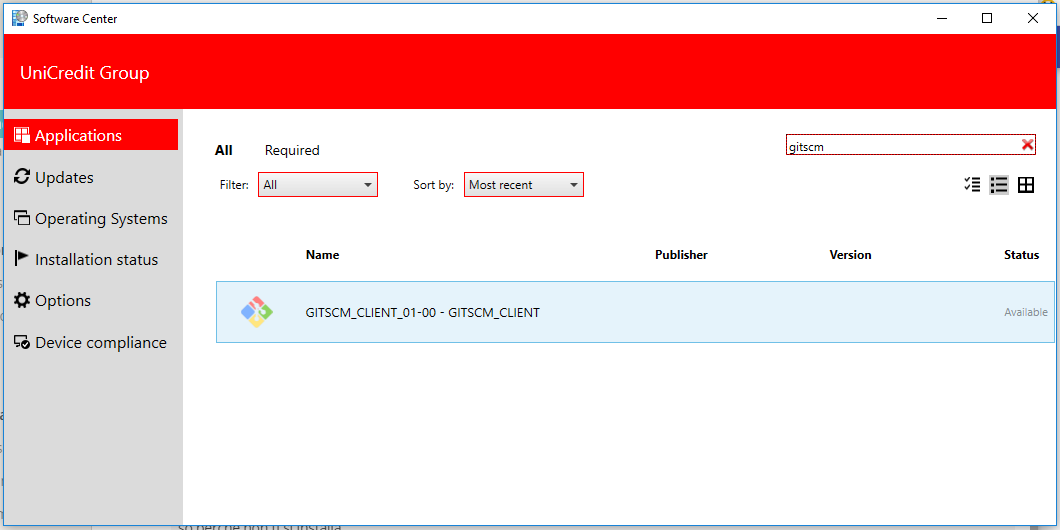 Software Center
UniCredit Group
Applications
Updates
Operating Systems
Installation status
Options
Device compliance
All Required
gitscm
Filter: All Sort by: Most recent
Name Publisher Version Status
GITSCM_CLIENT_01-00 - GITSCM_CLIENT Available